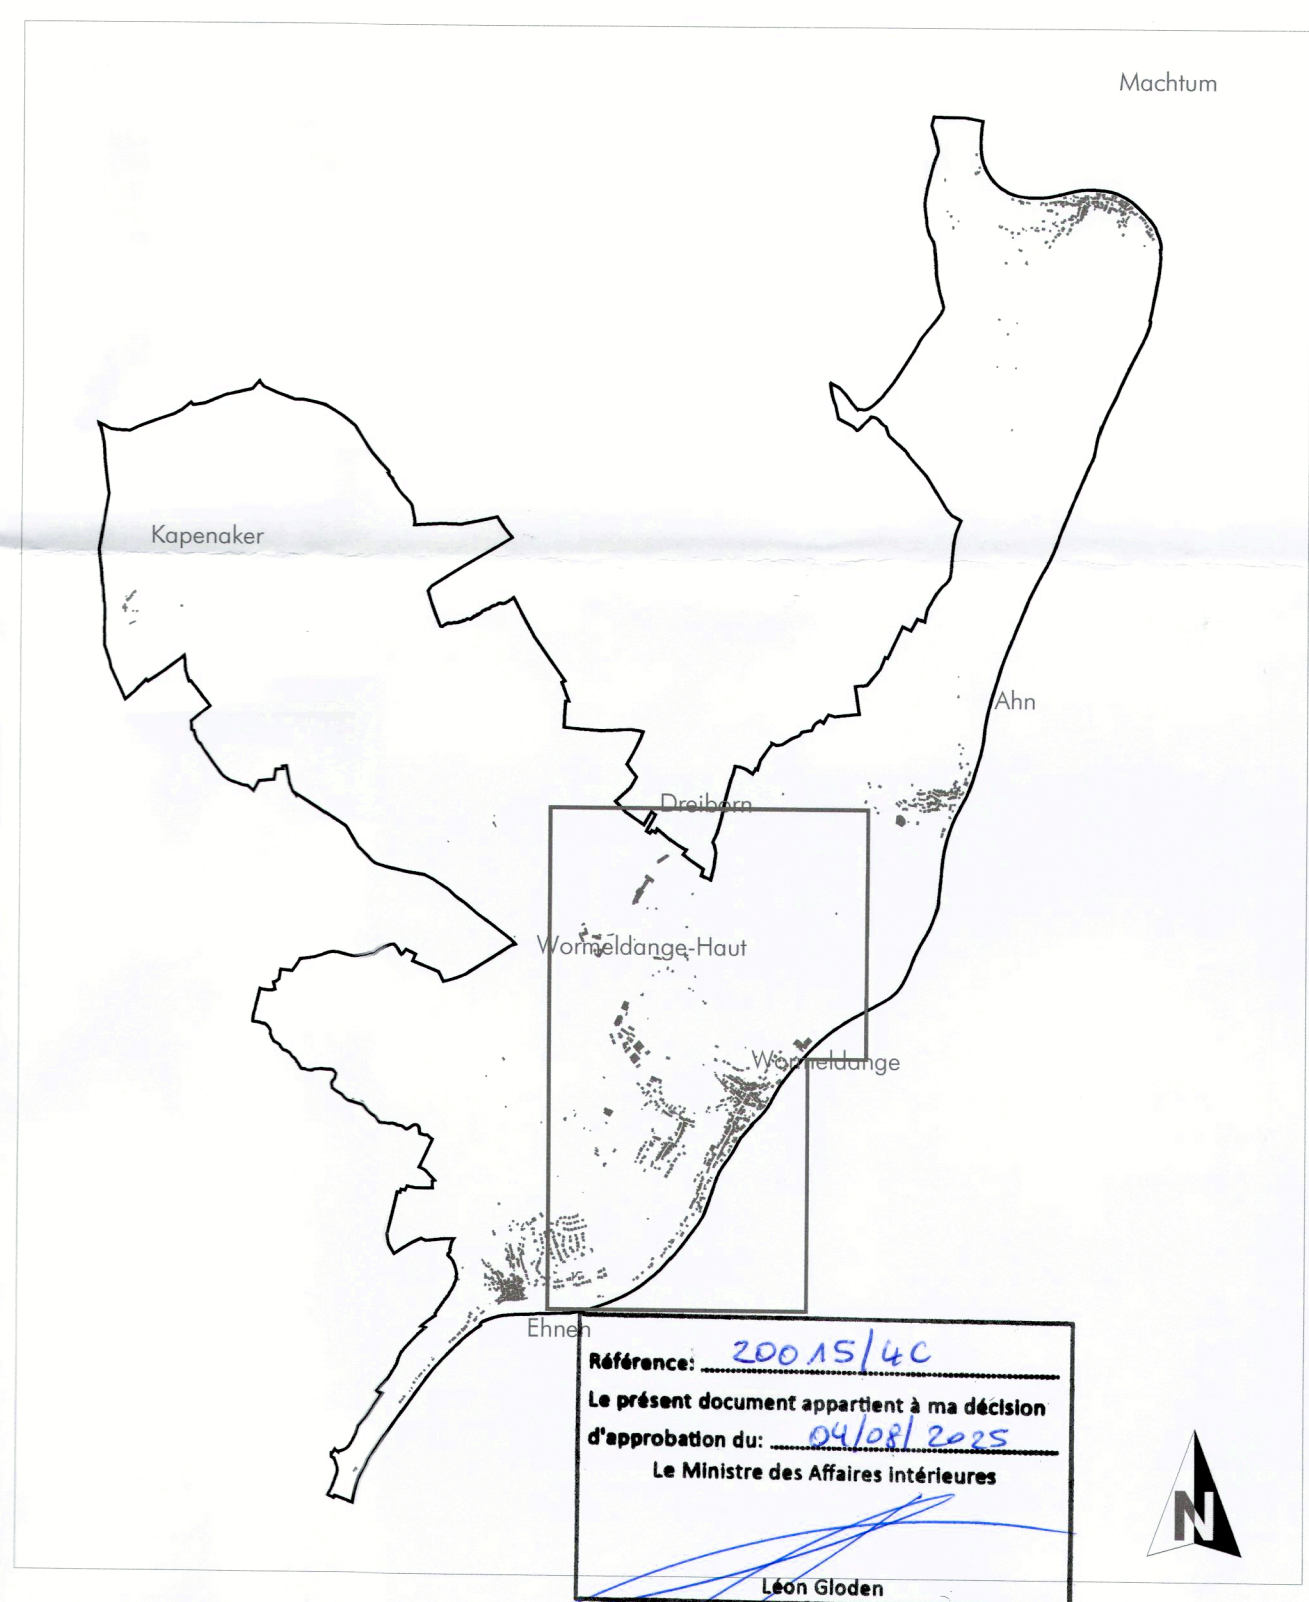 Machtum
Kapenaker
Ahn
Dreiborn
Wormeldange-Haut
Wormeldange
Ehnen
Référence: 20015/4C
Le présent document appartient à ma décision
d'approbation du: 04/08/2025
Le Ministre des Affaires intérieures
Léon Gloden
N